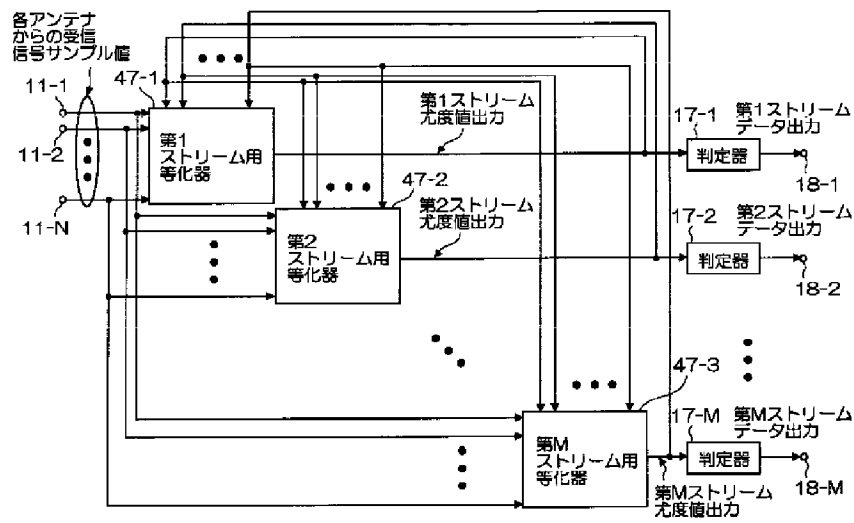 各アンテナ
からの受信
信号サンプル値
11-1
11-2
11-N
47-1
第1
ストリーム用
等化器
第1ストリーム
尤度値出力
17-1
判定器
第1ストリーム
データ出力
18-1
47-2
第2
ストリーム用
等化器
第2ストリーム
尤度値出力
17-2
判定器
第2ストリーム
データ出力
18-2
47-3
第M
ストリーム用
等化器
第Mストリーム
尤度値出力
17-M
判定器
第Mストリーム
データ出力
18-M